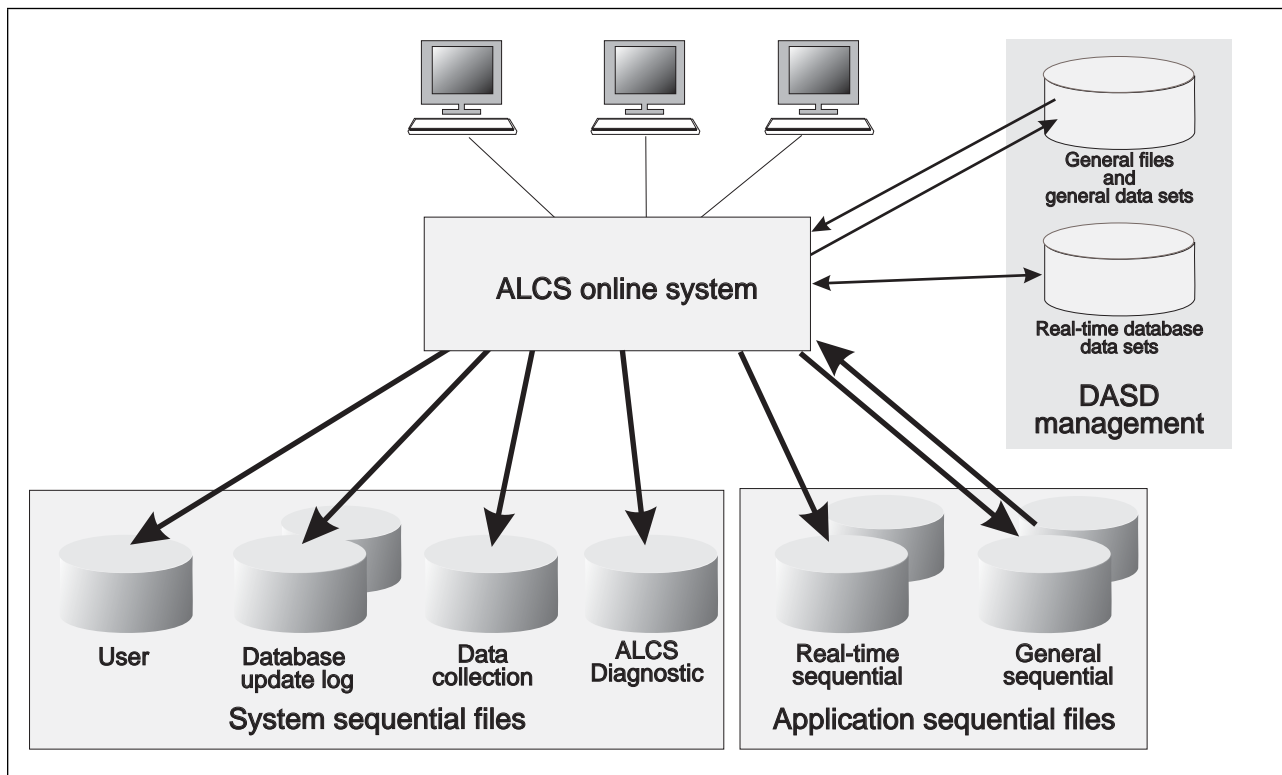 General files
and
general data sets
ALCS online system
Real-time database
data sets
DASD
management
User
Database
update log
Data
collection
ALCS
Diagnostic
System sequential files
Real-time
sequential
General
sequential
Application sequential files